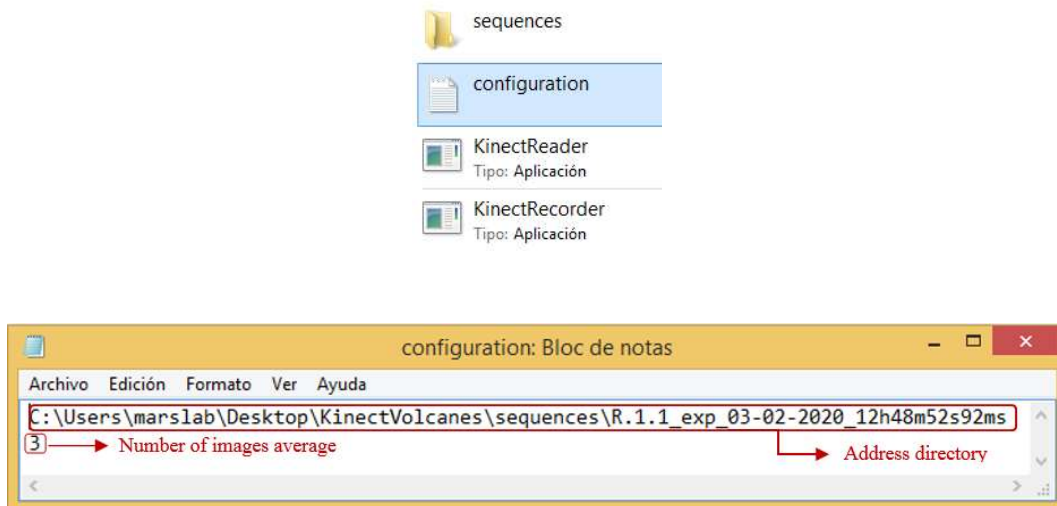 sequences
configuration
KinectReader
Tipo: Aplicación
KinectRecorder
Tipo: Aplicación
configuration: Bloc de notas
Archivo Edición Formato Ver Ayuda
C:\Users\marslab\Desktop\KinectVolcanes\sequences\R.1.1_exp_03-02-2020_12h48m52s92ms
3 Number of images average
Address directory